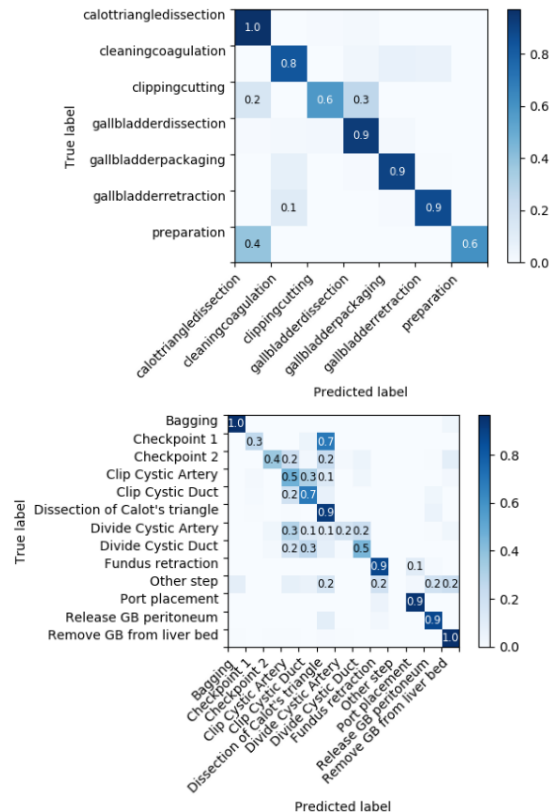 calottriangledissection 1.0
cleaningcoagulation 0.8
clippingcutting 0.2 0.6 0.3
gallbladderdissection 0.9
gallbladderpackaging 0.9
gallbladderretraction 0.1 0.9
preparation 0.4 0.6
True label
0.8
0.6
0.4
0.2
0.0
calottriangledissection
cleaningcoagulation
clippingcutting
gallbladderdissection
gallbladderpackaging
gallbladderretraction
preparation
Predicted label
Bagging 1.0
Checkpoint 1 0.3 0.7
Checkpoint 2 0.4 0.2 0.2
Clip Cystic Artery 0.5 0.3 0.1
Clip Cystic Duct 0.2 0.7
Dissection of Calot's triangle 0.9
Divide Cystic Artery 0.3 0.1 0.1 0.2 0.2
Divide Cystic Duct 0.2 0.3 0.5
Fundus retraction 0.9 0.1
Other step 0.2 0.2 0.2 0.2
Port placement 0.9
Release GB peritoneum 0.9
Remove GB from liver bed 1.0
True label
0.8
0.6
0.4
0.2
0.0
Bagging
Checkpoint 1
Checkpoint 2
Clip Cystic Artery
Clip Cystic Duct
Dissection of Calot's triangle
Divide Cystic Artery
Divide Cystic Duct
Fundus retraction
Other step
Port placement
Release GB peritoneum
Remove GB from liver bed
Predicted label